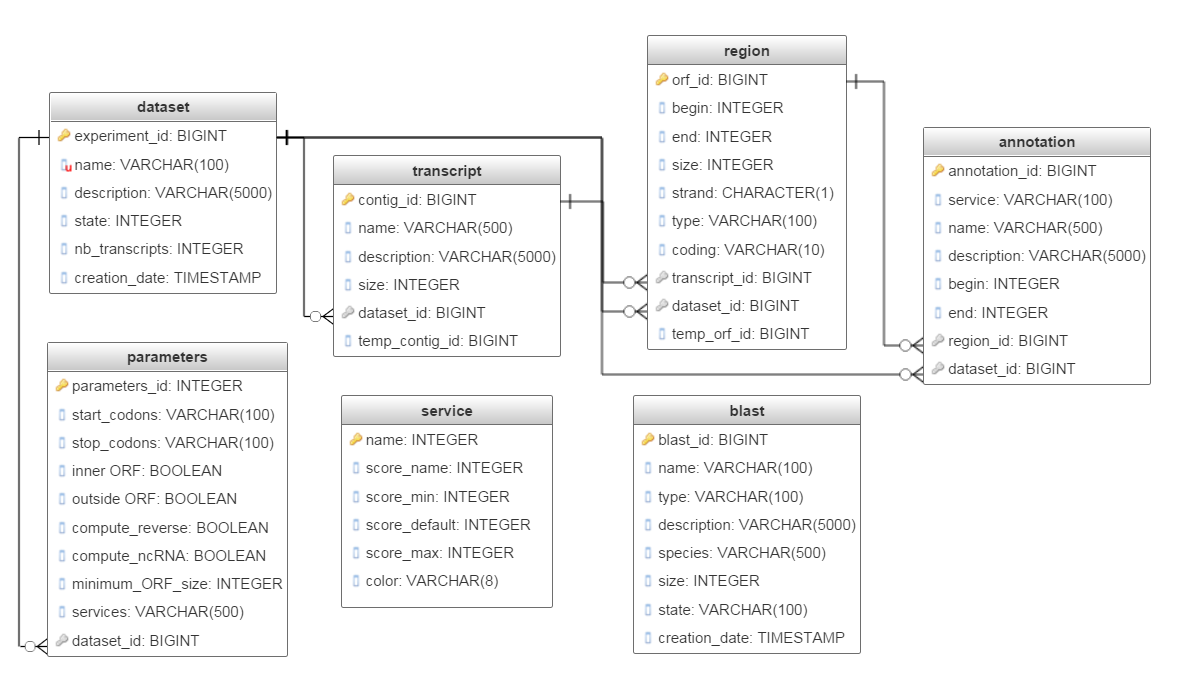 dataset
experiment_id: BIGINT
name: VARCHAR(100)
description: VARCHAR(5000)
state: INTEGER
nb_transcripts: INTEGER
creation_date: TIMESTAMP
transcript
contig_id: BIGINT
name: VARCHAR(500)
description: VARCHAR(5000)
size: INTEGER
dataset_id: BIGINT
temp_contig_id: BIGINT
region
orf_id: BIGINT
begin: INTEGER
end: INTEGER
size: INTEGER
strand: CHARACTER(1)
type: VARCHAR(100)
coding: VARCHAR(10)
transcript_id: BIGINT
dataset_id: BIGINT
temp_orf_id: BIGINT
annotation
annotation_id: BIGINT
service: VARCHAR(100)
name: VARCHAR(500)
description: VARCHAR(5000)
begin: INTEGER
end: INTEGER
region_id: BIGINT
dataset_id: BIGINT
parameters
parameters_id: INTEGER
start_codons: VARCHAR(100)
stop_codons: VARCHAR(100)
inner ORF: BOOLEAN
outside ORF: BOOLEAN
compute_reverse: BOOLEAN
compute_ncRNA: BOOLEAN
minimum_ORF_size: INTEGER
services: VARCHAR(500)
dataset_id: BIGINT
service
name: INTEGER
score_name: INTEGER
score_min: INTEGER
score_default: INTEGER
score_max: INTEGER
color: VARCHAR(8)
blast
blast_id: BIGINT
name: VARCHAR(100)
type: VARCHAR(100)
description: VARCHAR(5000)
species: VARCHAR(500)
size: INTEGER
state: VARCHAR(100)
creation_date: TIMESTAMP